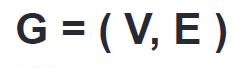 G = ( V, E )